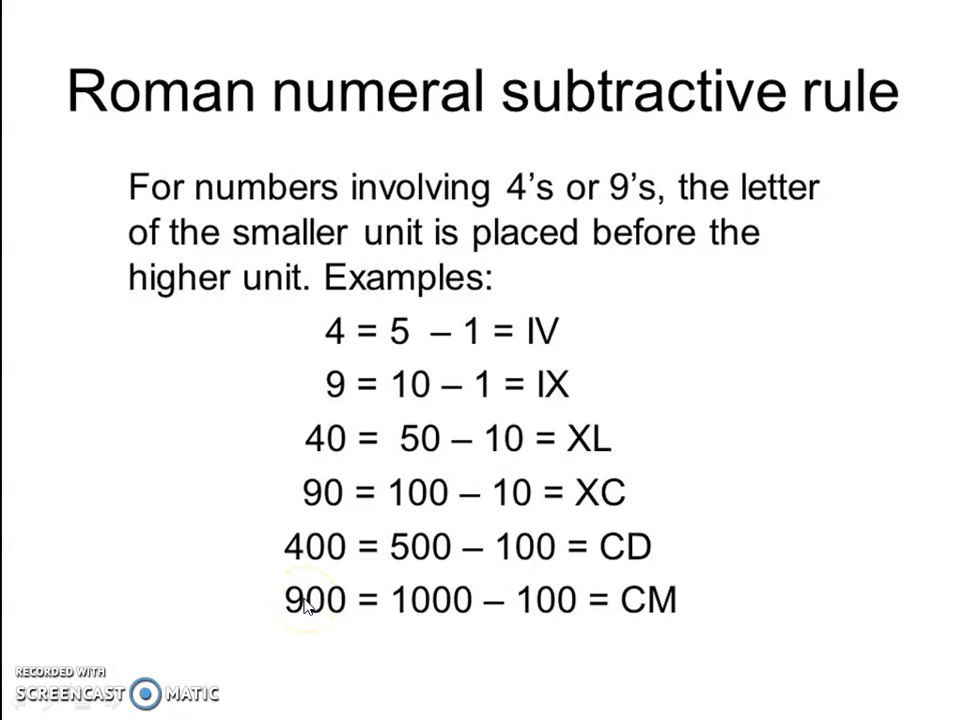 Roman numeral subtractive rule
For numbers involving 4’s or 9’s, the letter
of the smaller unit is placed before the
higher unit. Examples:
4 = 5 – 1 = IV
9 = 10 – 1 = IX
40 = 50 – 10 = XL
90 = 100 – 10 = XC
400 = 500 – 100 = CD
900 = 1000 – 100 = CM
RECORDED WITH
SCREENCAST MATIC